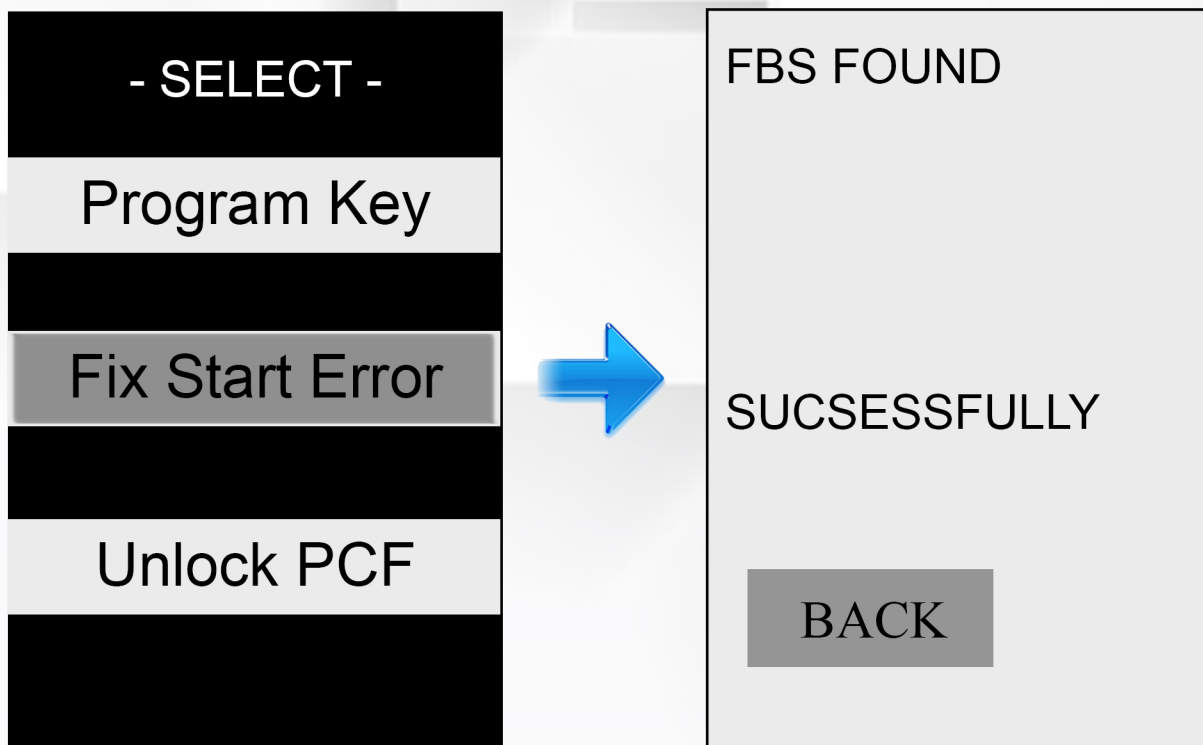 - SELECT -
Program Key
Fix Start Error
Unlock PCF
FBS FOUND
SUCSESSFULLY
BACK